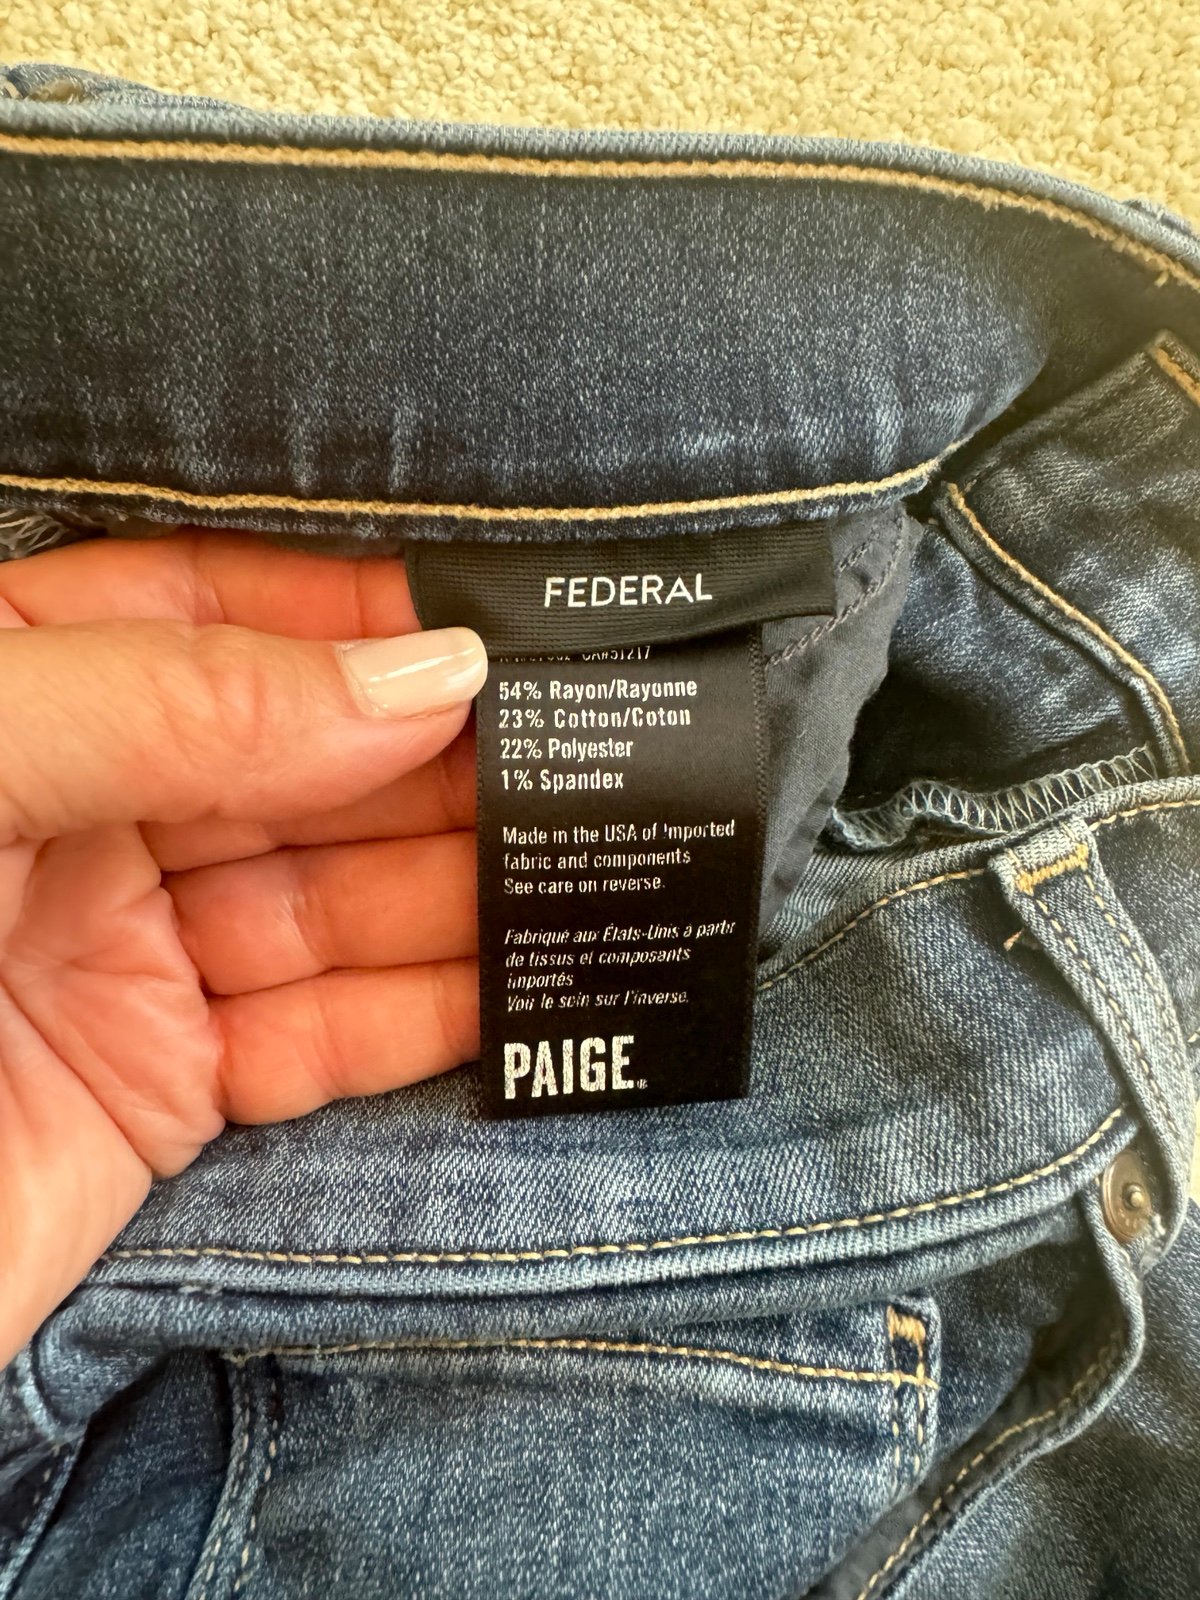 FEDERAL
CA#51217
54% Rayon/Rayonne
23% Cotton/Coton
22% Polyester
1% Spandex
Made in the USA of Imported
fabric and components
See care on reverse.
Fabriqué aux États-Unis à partir
de tissus et composants
importés
Voir le soin sur l'inverse.
PAIGE®